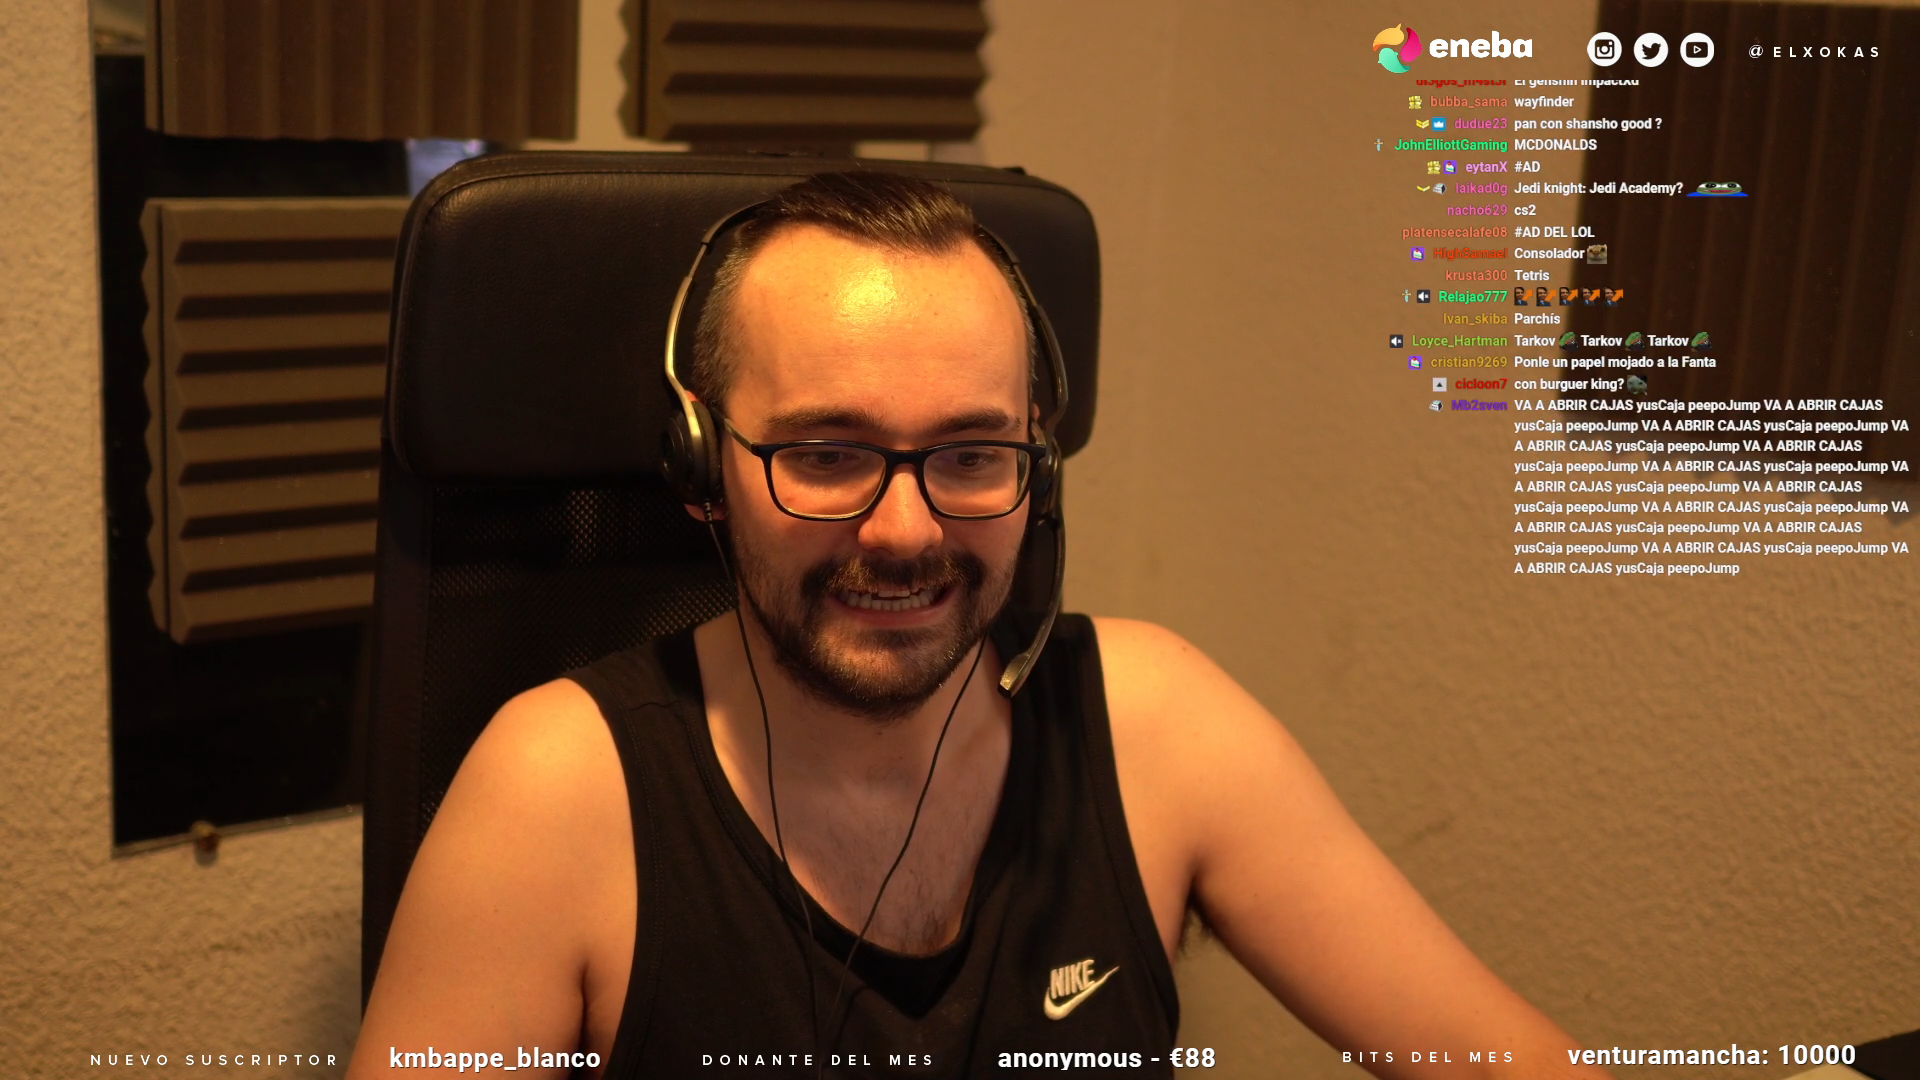 eneba
@ELXOKAS
El genshin impactXd
bubba_sama wayfinder
dudue23 pan con shansho good ?
JohnElliottGaming MCDONALDS
eytanX #AD
laikad0g Jedi knight: Jedi Academy?
nacho629 cs2
platensecalafe08 #AD DEL LOL
HighSamael Consolador
krusta300 Tetris
Relajao777
Ivan_skiba Parchís
Loyce_Hartman Tarkov Tarkov Tarkov
cristian9269 Ponle un papel mojado a la Fanta
cicloon7 con burguer king?
Mb2sven VA A ABRIR CAJAS yusCaja peepoJump VA A ABRIR CAJAS
yusCaja peepoJump VA A ABRIR CAJAS yusCaja peepoJump VA
A ABRIR CAJAS yusCaja peepoJump VA A ABRIR CAJAS
yusCaja peepoJump VA A ABRIR CAJAS yusCaja peepoJump VA
A ABRIR CAJAS yusCaja peepoJump VA A ABRIR CAJAS
yusCaja peepoJump VA A ABRIR CAJAS yusCaja peepoJump VA
A ABRIR CAJAS yusCaja peepoJump VA A ABRIR CAJAS
yusCaja peepoJump VA A ABRIR CAJAS yusCaja peepoJump VA
A ABRIR CAJAS yusCaja peepoJump
NIKE
NUEVO SUSCRIPTOR kmbappe_blanco DONANTE DEL MES anonymous - €88 BITS DEL MES venturamancha: 10000